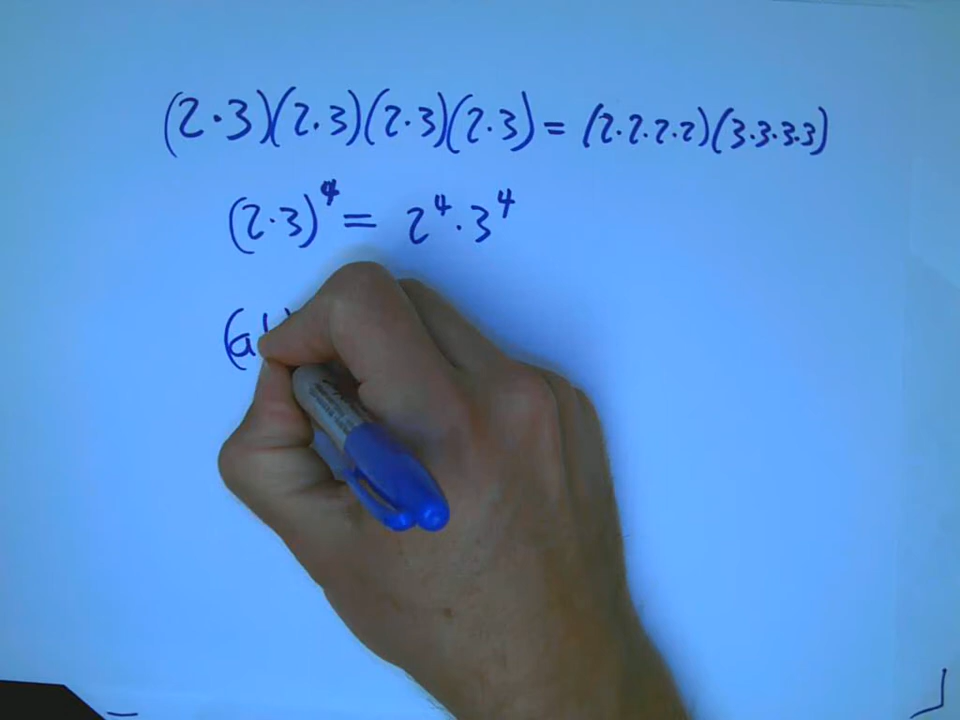 (2·3)(2·3)(2·3)(2·3) = (2·2·2·2)(3·3·3·3)
(2·3)⁴ = 2⁴·3⁴
(a